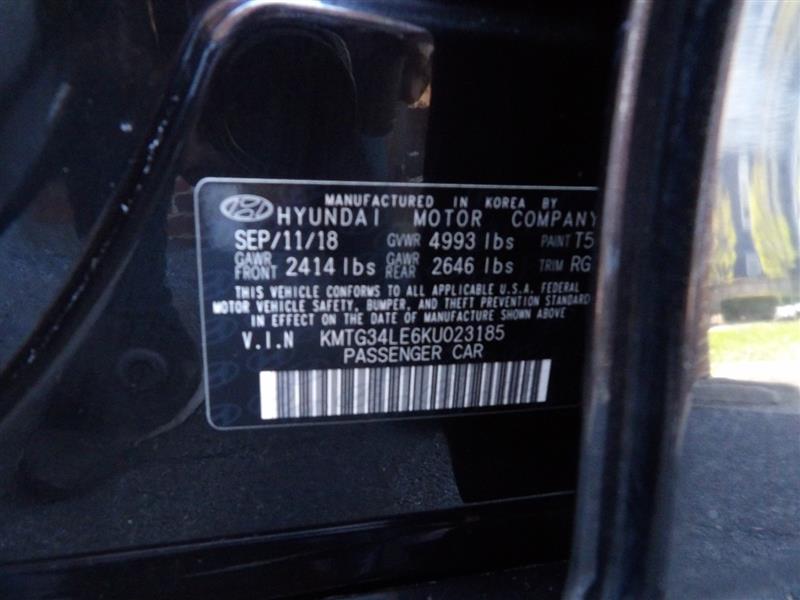 MANUFACTURED IN KOREA BY
HYUNDAI MOTOR COMPANY
SEP/11/18 GVWR 4993 lbs PAINT T5
GAWR FRONT 2414 lbs GAWR REAR 2646 lbs TRIM RG
THIS VEHICLE CONFORMS TO ALL APPLICABLE U.S.A. FEDERAL
MOTOR VEHICLE SAFETY, BUMPER, AND THEFT PREVENTION STANDARD
IN EFFECT ON THE DATE OF MANUFACTURE SHOWN ABOVE
V.I.N KMTG34LE6KU023185
PASSENGER CAR